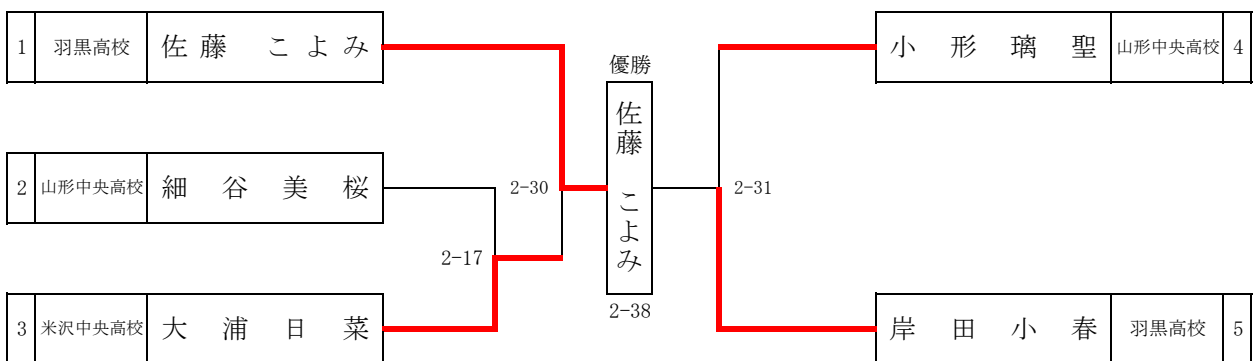 1 羽黒高校 佐藤 こよみ
2 山形中央高校 細谷美桜
3 米沢中央高校 大浦日菜
2-17
2-30
優勝
佐藤 こよみ
2-38
2-31
小形璃聖 山形中央高校 4
岸田小春 羽黒高校 5